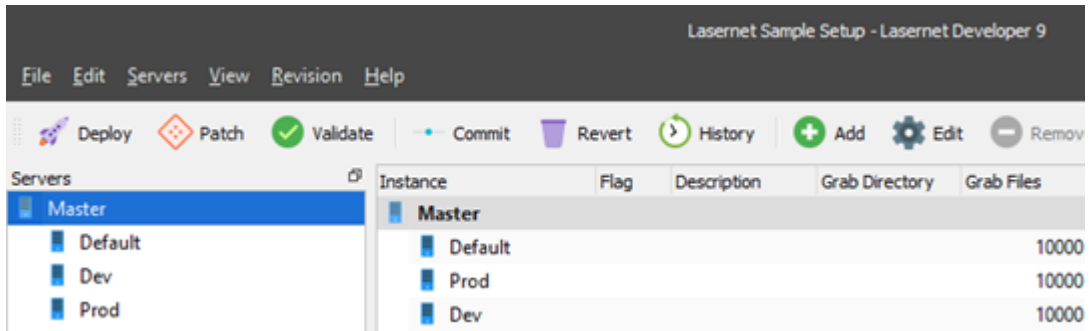 Lasernet Sample Setup - Lasernet Developer 9
File Edit Servers View Revision Help
Deploy Patch Validate Commit Revert History Add Edit Remov
Servers
Master
Default
Dev
Prod
Instance Flag Description Grab Directory Grab Files
Master
Default 10000
Prod 10000
Dev 10000